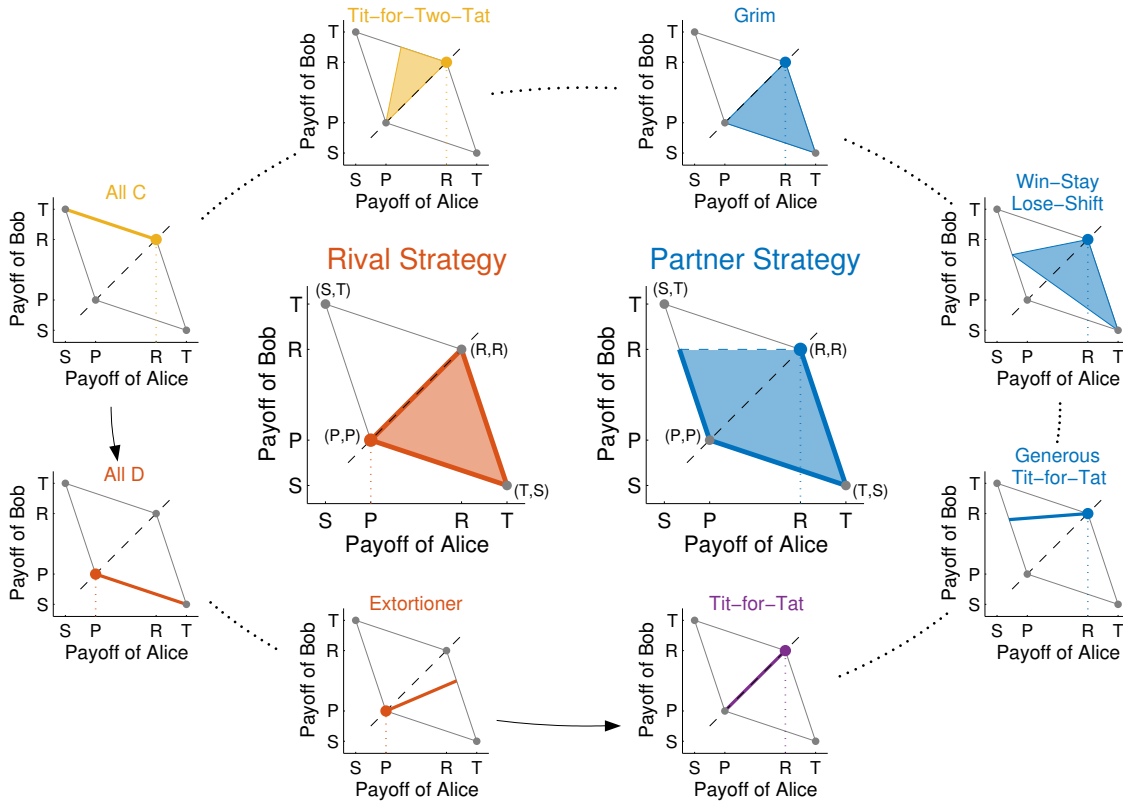 Tit−for−Two−Tat
T
R
P
S
Payoff of Bob
S P R T
Payoff of Alice
Grim
T
R
P
S
Payoff of Bob
S P R T
Payoff of Alice
All C
T
R
P
S
Payoff of Bob
S P R T
Payoff of Alice
Rival Strategy
(S,T)
T
R
(R,R)
P
(P,P)
S
(T,S)
Payoff of Bob
S P R T
Payoff of Alice
Partner Strategy
(S,T)
T
R
(R,R)
P
(P,P)
S
(T,S)
Payoff of Bob
S P R T
Payoff of Alice
Win−Stay
Lose−Shift
T
R
P
S
Payoff of Bob
S P R T
Payoff of Alice
All D
T
R
P
S
Payoff of Bob
S P R T
Payoff of Alice
Generous
Tit−for−Tat
T
R
P
S
Payoff of Bob
S P R T
Payoff of Alice
Extortioner
T
R
P
S
Payoff of Bob
S P R T
Payoff of Alice
Tit−for−Tat
T
R
P
S
Payoff of Bob
S P R T
Payoff of Alice